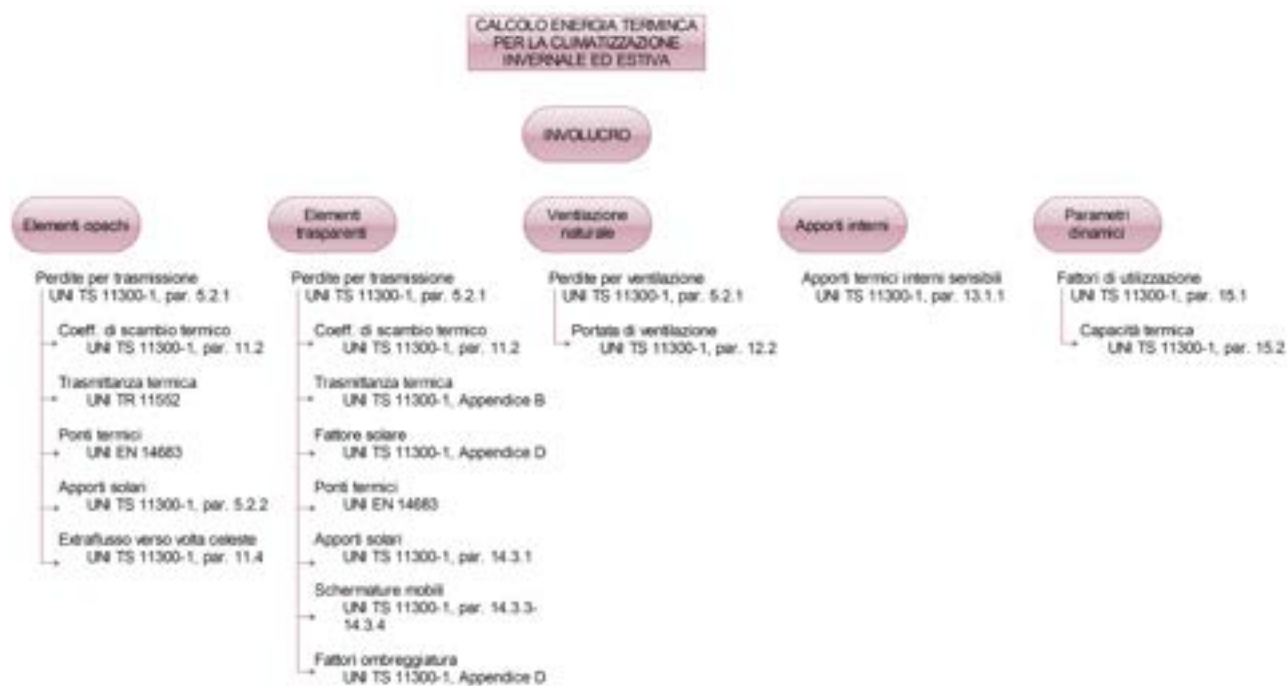 CALCOLO ENERGIA TERMINCA
PER LA CLIMATIZZAZIONE
INVERNALE ED ESTIVA
INVOLUCRO
Elementi opachi
Perdite per trasmissione
UNI TS 11300-1, par. 5.2.1
Coeff. di scambio termico
UNI TS 11300-1, par. 11.2
Trasmittanza termica
UNI TR 11552
Ponti termici
UNI EN 14683
Apporti solari
UNI TS 11300-1, par. 5.2.2
Extraflusso verso volta celeste
UNI TS 11300-1, par. 11.4
Elementi
trasparenti
Perdite per trasmissione
UNI TS 11300-1, par. 5.2.1
Coeff. di scambio termico
UNI TS 11300-1, par. 11.2
Trasmittanza termica
UNI TS 11300-1, Appendice B
Fattore solare
UNI TS 11300-1, Appendice D
Ponti termici
UNI EN 14683
Apporti solari
UNI TS 11300-1, par. 14.3.1
Schermature mobili
UNI TS 11300-1, par. 14.3.3-
14.3.4
Fattori ombreggiatura
UNI TS 11300-1, Appendice D
Ventilazione
naturale
Perdite per ventilazione
UNI TS 11300-1, par. 5.2.1
Portata di ventilazione
UNI TS 11300-1, par. 12.2
Apporti interni
Apporti termici interni sensibili
UNI TS 11300-1, par. 13.1.1
Parametri
dinamici
Fattori di utilizzazione
UNI TS 11300-1, par. 15.1
Capacità termica
UNI TS 11300-1, par. 15.2